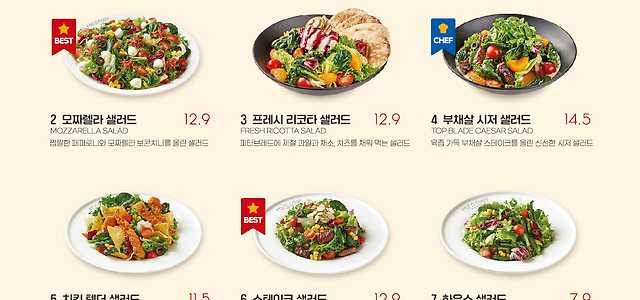 BEST
CHEF
2 모짜렐라 샐러드 12.9
MOZZARELLA SALAD
짭짤한 페퍼로니와 모짜렐라 보콘치니를 올린 샐러드
3 프레시 리코타 샐러드 12.9
FRESH RICOTTA SALAD
피타브레드에 제철 과일과 채소, 치즈를 채워 먹는 샐러드
4 부채살 시저 샐러드 14.5
TOP BLADE CAESAR SALAD
육즙 가득 부채살 스테이크를 올린 신선한 시저 샐러드
BEST
5 치킨 텐더 샐러드 11.5
6 스테이크 샐러드 12.9
7 하우스 샐러드 7.9